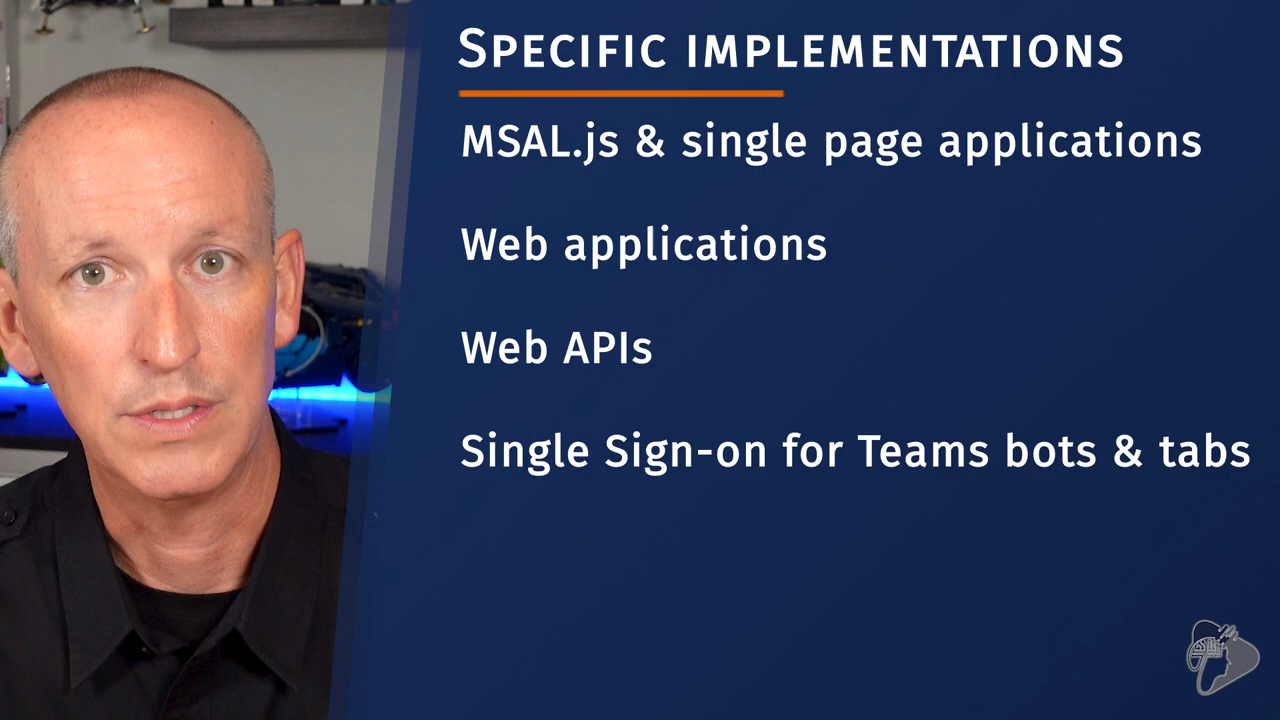 Specific implementations
MSAL.js & single page applications
Web applications
Web APIs
Single Sign-on for Teams bots & tabs